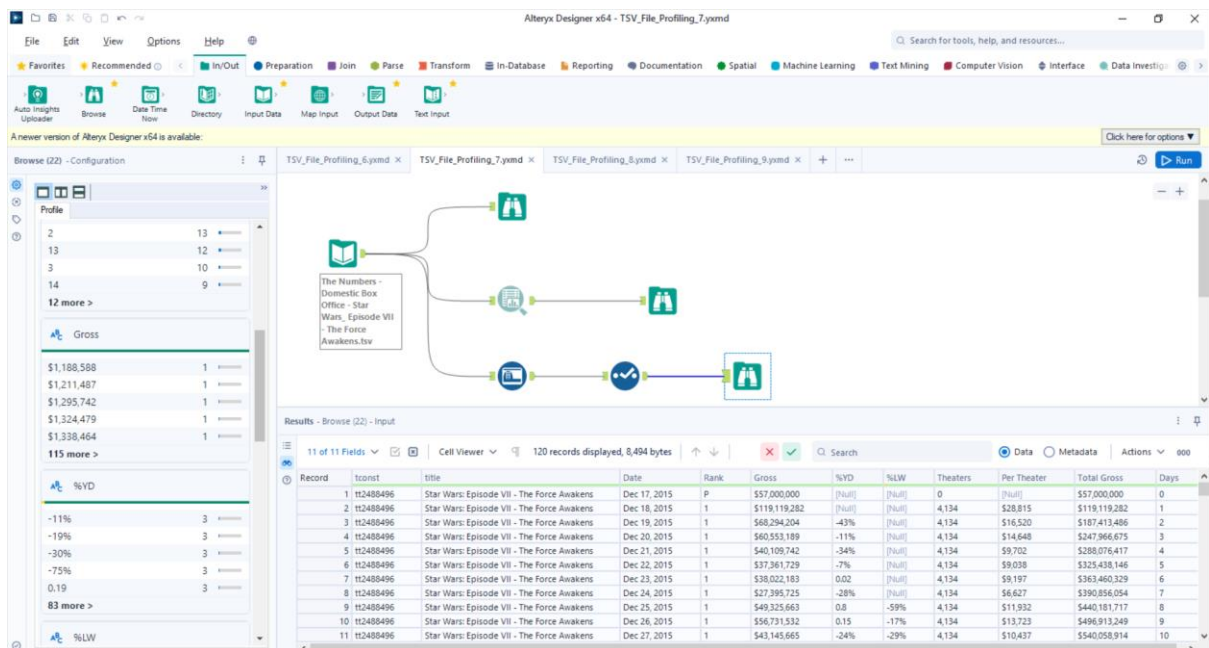 Alteryx Designer x64 - TSV_File_Profiling_7.yxmd
File Edit View Options Help
Search for tools, help, and resources...
Favorites Recommended In/Out Preparation Join Parse Transform In-Database Reporting Documentation Spatial Machine Learning Text Mining Computer Vision Interface Data Investig
Auto Insights Uploader Browse Date Time Now Directory Input Data Map Input Output Data Text Input
A newer version of Alteryx Designer x64 is available: Click here for options ▼
Browse (22) - Configuration
TSV_File_Profiling_6.yxmd × TSV_File_Profiling_7.yxmd × TSV_File_Profiling_8.yxmd × TSV_File_Profiling_9.yxmd × + ...
Run
Profile
2 13
13 12
3 10
14 9
12 more >
ABC Gross
$1,188,588 1
$1,211,487 1
$1,295,742 1
$1,324,479 1
$1,338,464 1
115 more >
ABC %YD
-11% 3
-19% 3
-30% 3
-75% 3
0.19 3
83 more >
ABC %LW
The Numbers -
Domestic Box
Office - Star
Wars_ Episode VII
- The Force
Awakens.tsv
Results - Browse (22) - Input
11 of 11 Fields Cell Viewer 120 records displayed, 8,494 bytes Search Data Metadata Actions 000
Record tconst title Date Rank Gross %YD %LW Theaters Per Theater Total Gross Days
1 tt2488496 Star Wars: Episode VII - The Force Awakens Dec 17, 2015 P $57,000,000 [Null] [Null] 0 [Null] $57,000,000 0
2 tt2488496 Star Wars: Episode VII - The Force Awakens Dec 18, 2015 1 $119,119,282 [Null] [Null] 4,134 $28,815 $119,119,282 1
3 tt2488496 Star Wars: Episode VII - The Force Awakens Dec 19, 2015 1 $68,294,204 -43% [Null] 4,134 $16,520 $187,413,486 2
4 tt2488496 Star Wars: Episode VII - The Force Awakens Dec 20, 2015 1 $60,553,189 -11% [Null] 4,134 $14,648 $247,966,675 3
5 tt2488496 Star Wars: Episode VII - The Force Awakens Dec 21, 2015 1 $40,109,742 -34% [Null] 4,134 $9,702 $288,076,417 4
6 tt2488496 Star Wars: Episode VII - The Force Awakens Dec 22, 2015 1 $37,361,729 -7% [Null] 4,134 $9,038 $325,438,146 5
7 tt2488496 Star Wars: Episode VII - The Force Awakens Dec 23, 2015 1 $38,022,183 0.02 [Null] 4,134 $9,197 $363,460,329 6
8 tt2488496 Star Wars: Episode VII - The Force Awakens Dec 24, 2015 1 $27,395,725 -28% [Null] 4,134 $6,627 $390,856,054 7
9 tt2488496 Star Wars: Episode VII - The Force Awakens Dec 25, 2015 1 $49,325,663 0.8 -59% 4,134 $11,932 $440,181,717 8
10 tt2488496 Star Wars: Episode VII - The Force Awakens Dec 26, 2015 1 $56,731,532 0.15 -17% 4,134 $13,723 $496,913,249 9
11 tt2488496 Star Wars: Episode VII - The Force Awakens Dec 27, 2015 1 $43,145,665 -24% -29% 4,134 $10,437 $540,058,914 10